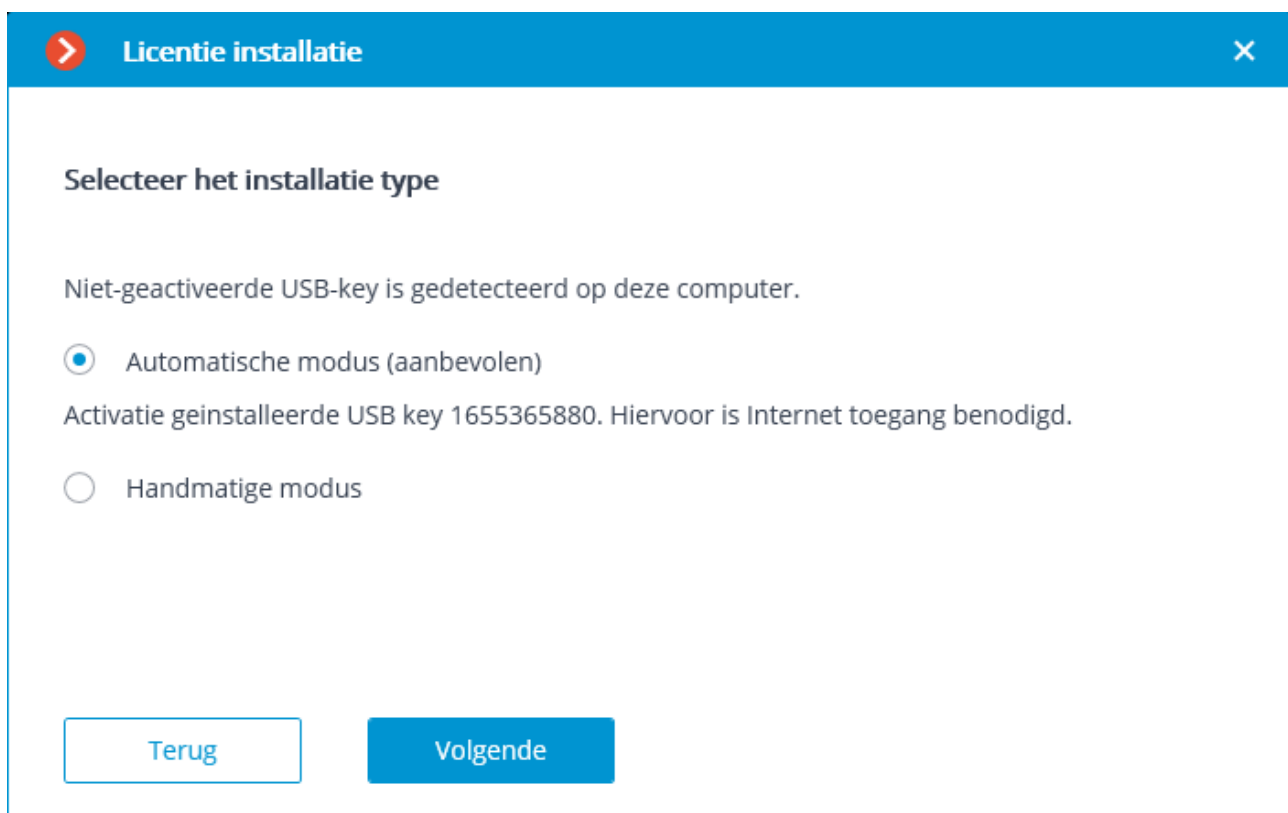 Licentie installatie
Selecteer het installatie type
Niet-geactiveerde USB-key is gedetecteerd op deze computer.
Automatische modus (aanbevolen)
Activatie geinstalleerde USB key 1655365880. Hiervoor is Internet toegang benodigd.
Handmatige modus
Terug
Volgende